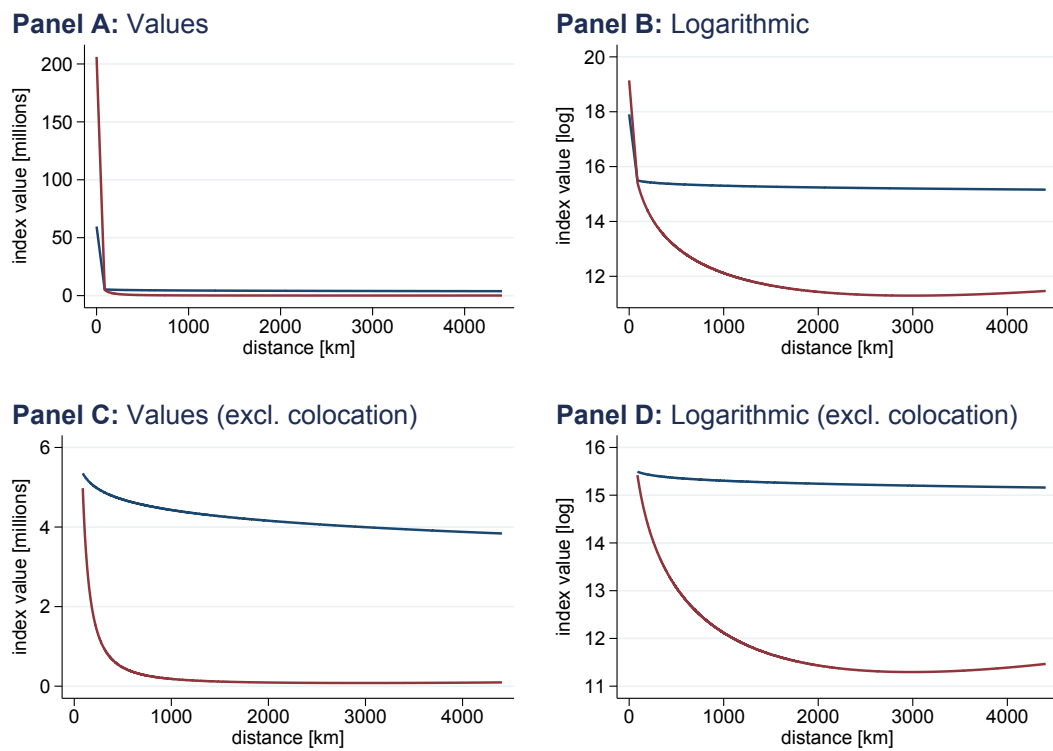 Panel A: Values
index value [millions]
200
150
100
50
0
0 1000 2000 3000 4000
distance [km]
Panel B: Logarithmic
index value [log]
20
18
16
14
12
0 1000 2000 3000 4000
distance [km]
Panel C: Values (excl. colocation)
index value [millions]
6
4
2
0
0 1000 2000 3000 4000
distance [km]
Panel D: Logarithmic (excl. colocation)
index value [log]
16
15
14
13
12
11
0 1000 2000 3000 4000
distance [km]